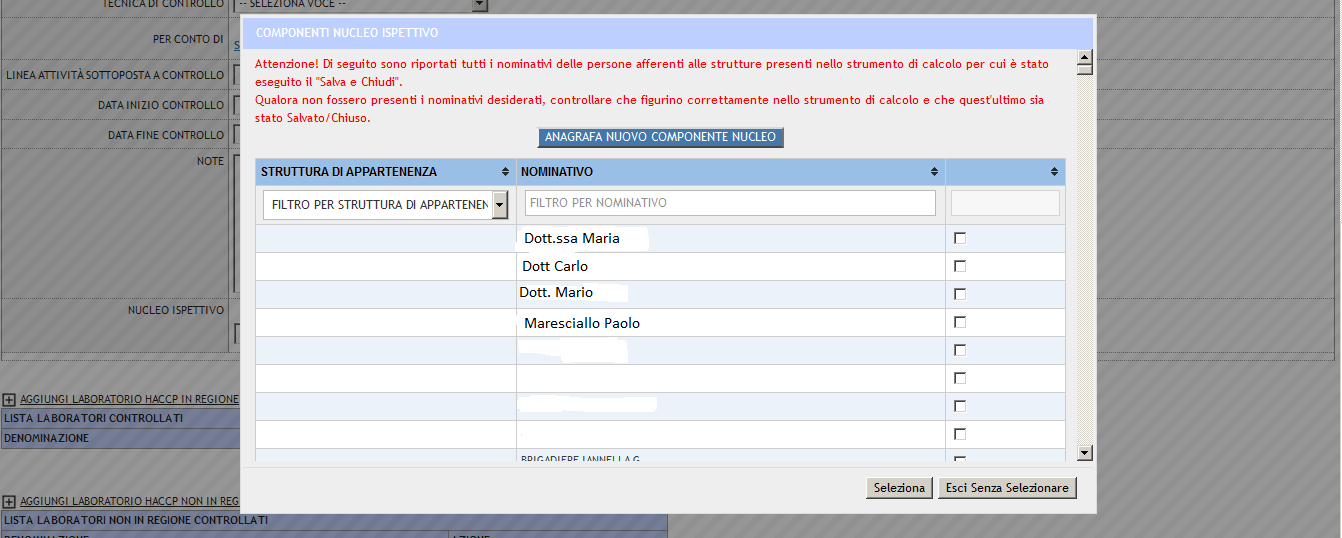 TECNICA DI CONTROLLO
-- SELEZIONA VOCE --
PER CONTO DI
S
LINEA ATTIVITÀ SOTTOPOSTA A CONTROLLO
DATA INIZIO CONTROLLO
DATA FINE CONTROLLO
NOTE
NUCLEO ISPETTIVO
AGGIUNGI LABORATORIO HACCP IN REGIONE
LISTA LABORATORI CONTROLLATI
DENOMINAZIONE
AGGIUNGI LABORATORIO HACCP NON IN REG
LISTA LABORATORI NON IN REGIONE CONTROLLATI
DENOMINAZIONE AZIONE
COMPONENTI NUCLEO ISPETTIVO
Attenzione! Di seguito sono riportati tutti i nominativi delle persone afferenti alle strutture presenti nello strumento di calcolo per cui è stato
eseguito il "Salva e Chiudi".
Qualora non fossero presenti i nominativi desiderati, controllare che figurino correttamente nello strumento di calcolo e che quest'ultimo sia
stato Salvato/Chiuso.
ANAGRAFA NUOVO COMPONENTE NUCLEO
STRUTTURA DI APPARTENENZA NOMINATIVO
FILTRO PER STRUTTURA DI APPARTENEN FILTRO PER NOMINATIVO
Dott.ssa Maria
Dott Carlo
Dott. Mario
Maresciallo Paolo
BRIGADIERE IANNELLA G
Seleziona Esci Senza Selezionare